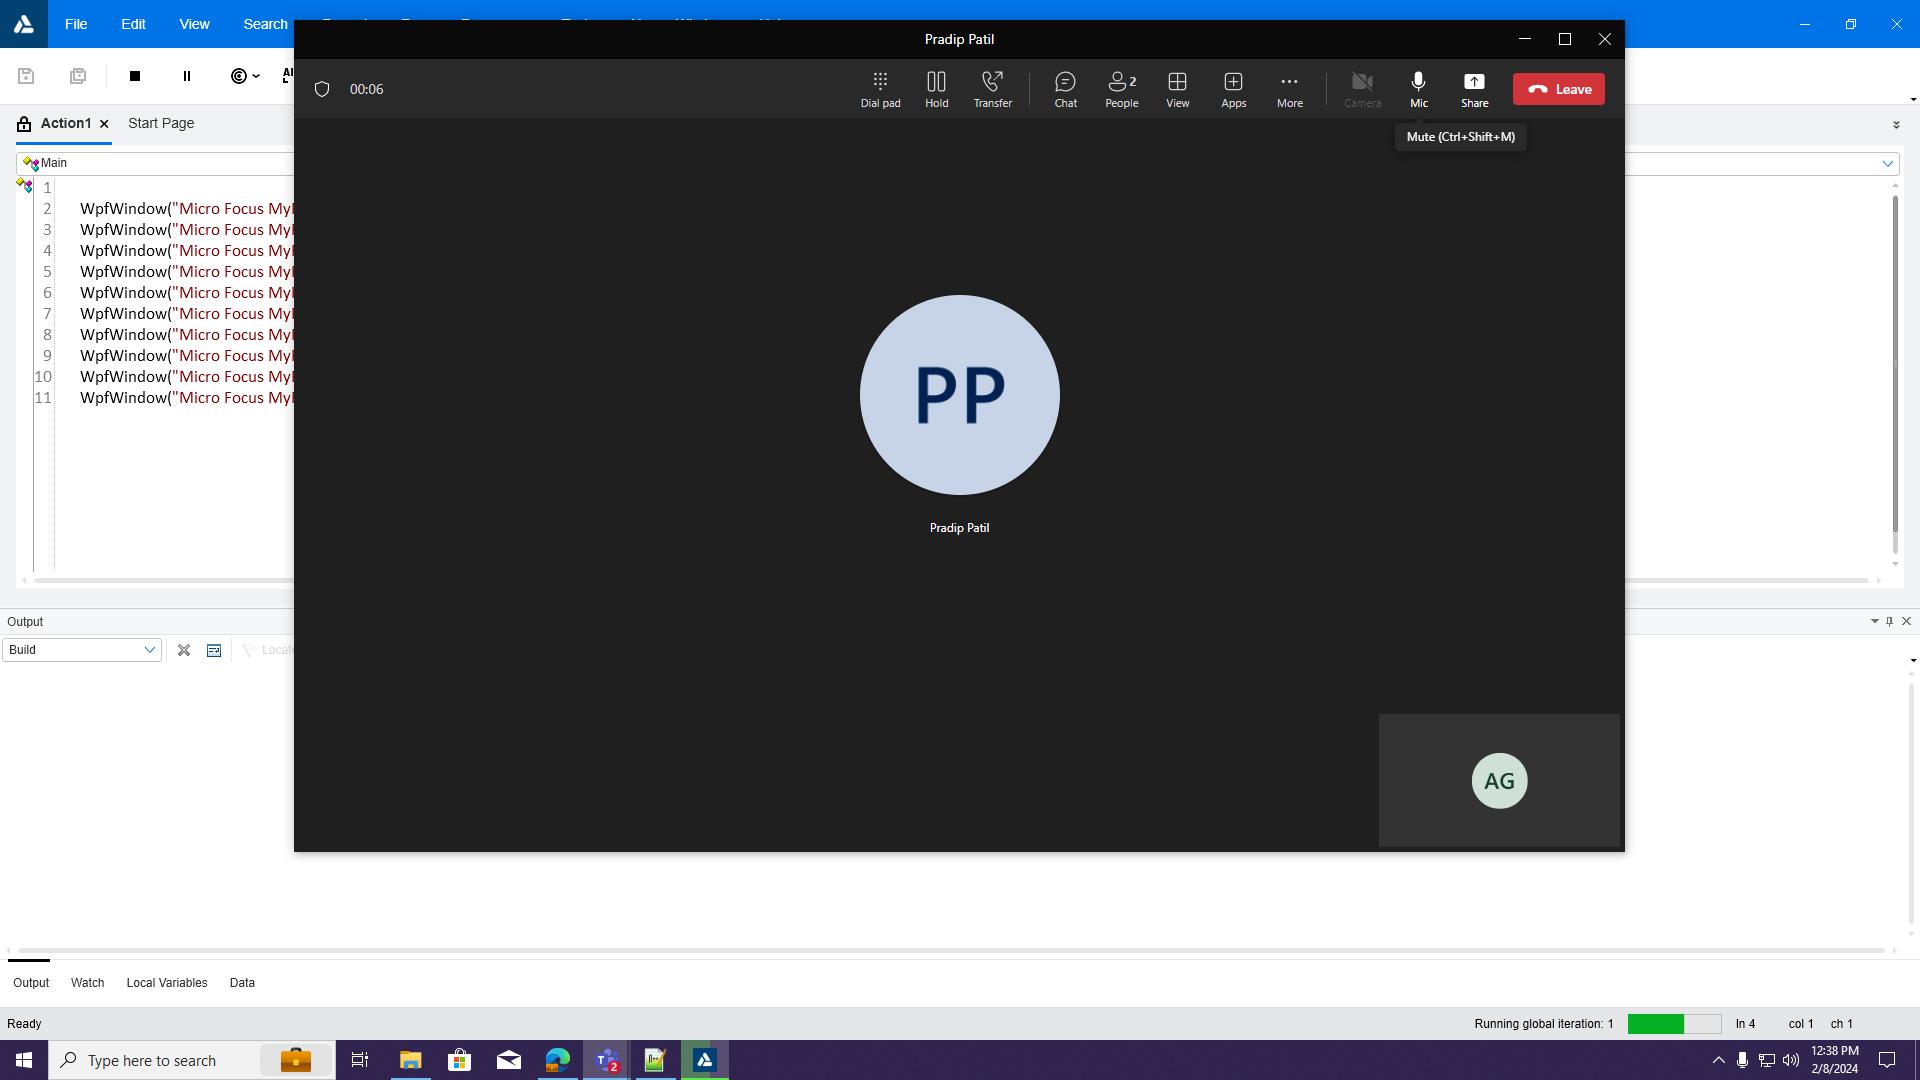 File Edit View Search
Pradip Patil
00:06
Dial pad Hold Transfer Chat People 2 View Apps More Camera Mic Share Leave
Mute (Ctrl+Shift+M)
Action1 Start Page
Main
1
2 WpfWindow("Micro Focus My
3 WpfWindow("Micro Focus My
4 WpfWindow("Micro Focus My
5 WpfWindow("Micro Focus My
6 WpfWindow("Micro Focus My
7 WpfWindow("Micro Focus My
8 WpfWindow("Micro Focus My
9 WpfWindow("Micro Focus My
10 WpfWindow("Micro Focus My
11 WpfWindow("Micro Focus My
PP
Pradip Patil
AG
Output
Build
Locate
Output Watch Local Variables Data
Ready Running global iteration: 1 ln 4 col 1 ch 1
Type here to search
2
12:38 PM
2/8/2024